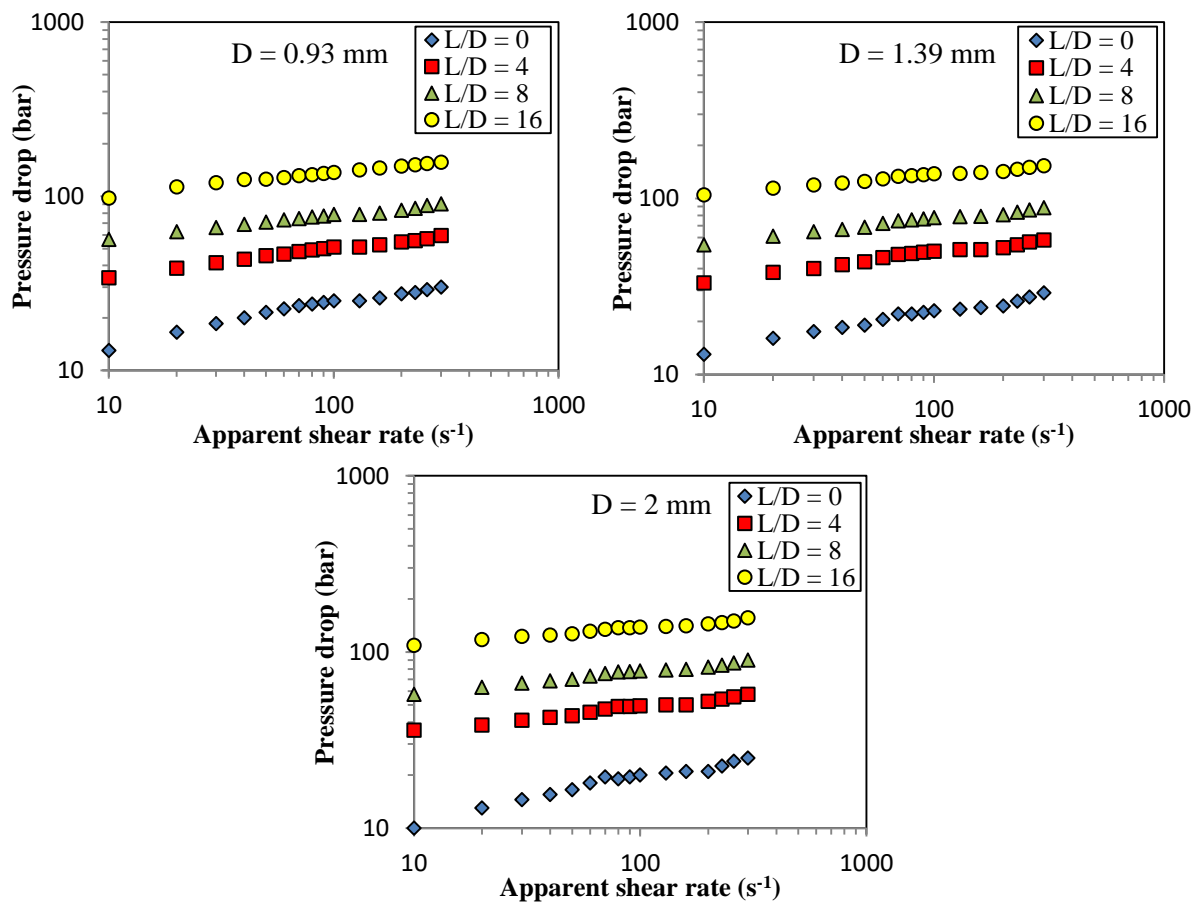 1000
100
10
10
100
1000
Pressure drop (bar)
Apparent shear rate (s⁻¹)
D = 0.93 mm
L/D = 0
L/D = 4
L/D = 8
L/D = 16
1000
100
10
10
100
1000
Pressure drop (bar)
Apparent shear rate (s⁻¹)
D = 1.39 mm
L/D = 0
L/D = 4
L/D = 8
L/D = 16
1000
100
10
10
100
1000
Pressure drop (bar)
Apparent shear rate (s⁻¹)
D = 2 mm
L/D = 0
L/D = 4
L/D = 8
L/D = 16